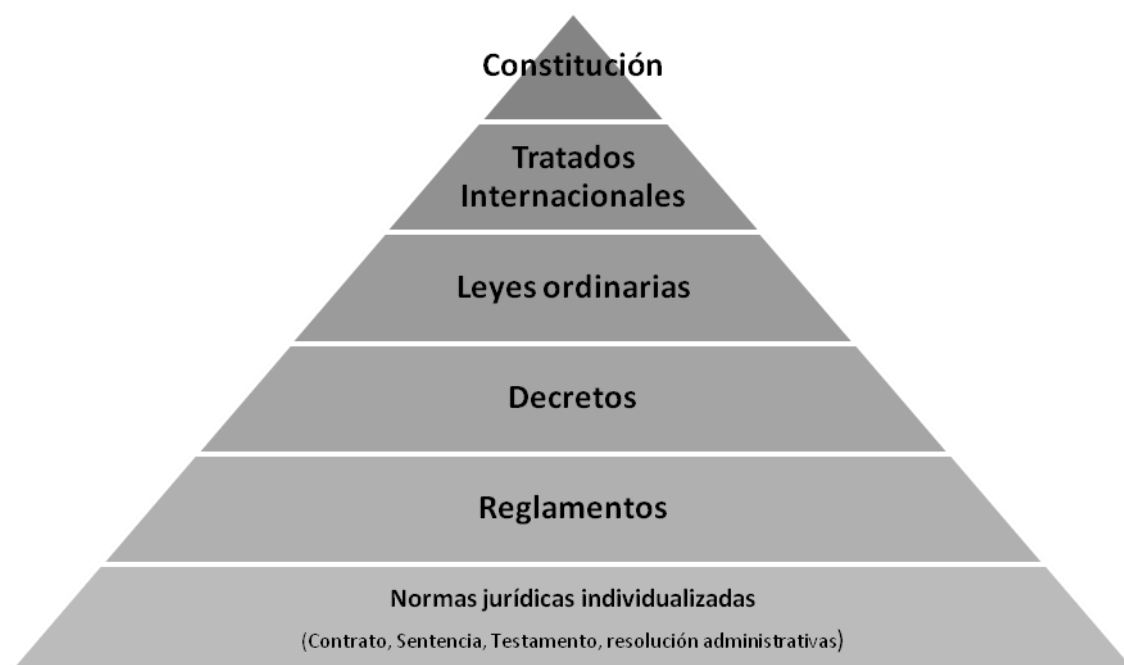 Constitución
Tratados
Internacionales
Leyes ordinarias
Decretos
Reglamentos
Normas jurídicas individualizadas
(Contrato, Sentencia, Testamento, resolución administrativas)